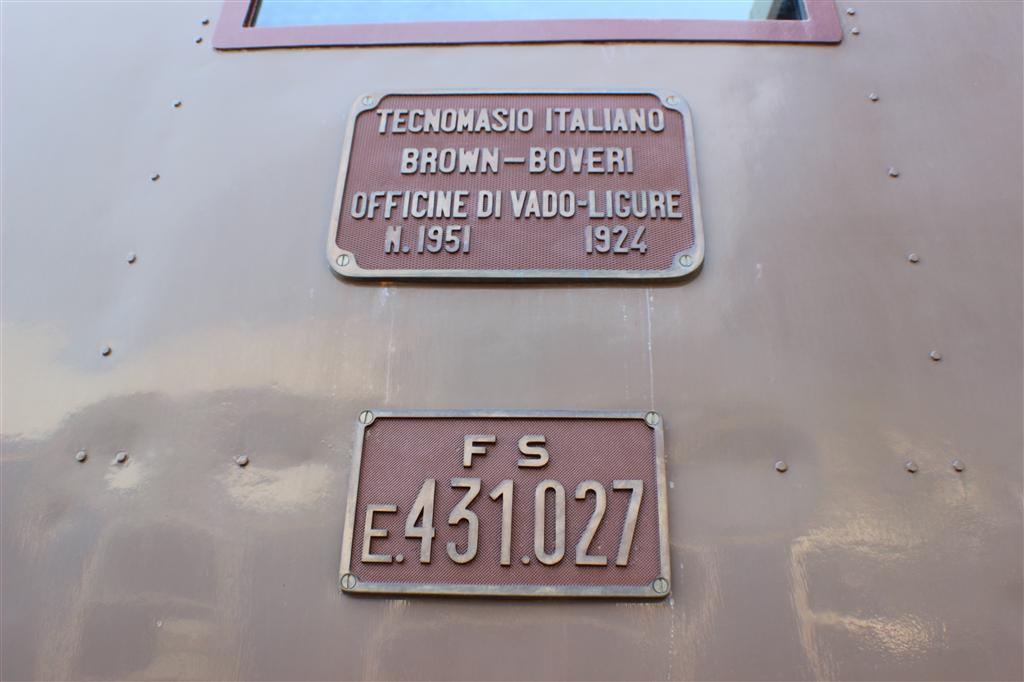 TECNOMASIO ITALIANO
BROWN-BOVERI
OFFICINE DI VADO-LIGURE
N. 1951 1924
FS
E.431.027